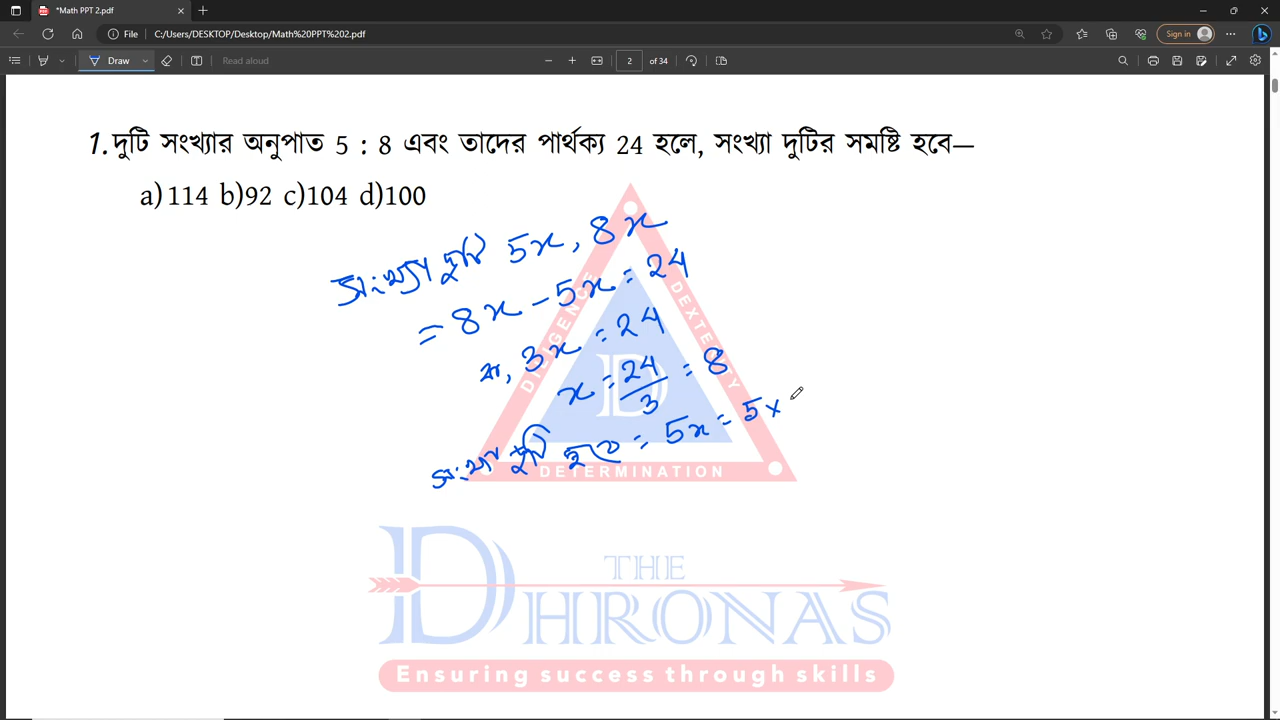 *Math PPT 2.pdf
File C:/Users/DESKTOP/Desktop/Math%20PPT%202.pdf Sign in
Draw Read aloud 2 of 34
1. দুটি সংখ্যার অনুপাত 5 : 8 এবং তাদের পার্থক্য 24 হলে, সংখ্যা দুটির সমষ্টি হবে—
a)114 b)92 c)104 d)100
সংখ্যা দুটি 5x, 8x
= 8x - 5x = 24
বা, 3x = 24
x = 24/3 = 8
সংখ্যা দুটি হবে = 5x = 5×
DILIGENCE
DEXTERITY
D
DETERMINATION
THE
DHRONAS
Ensuring success through skills